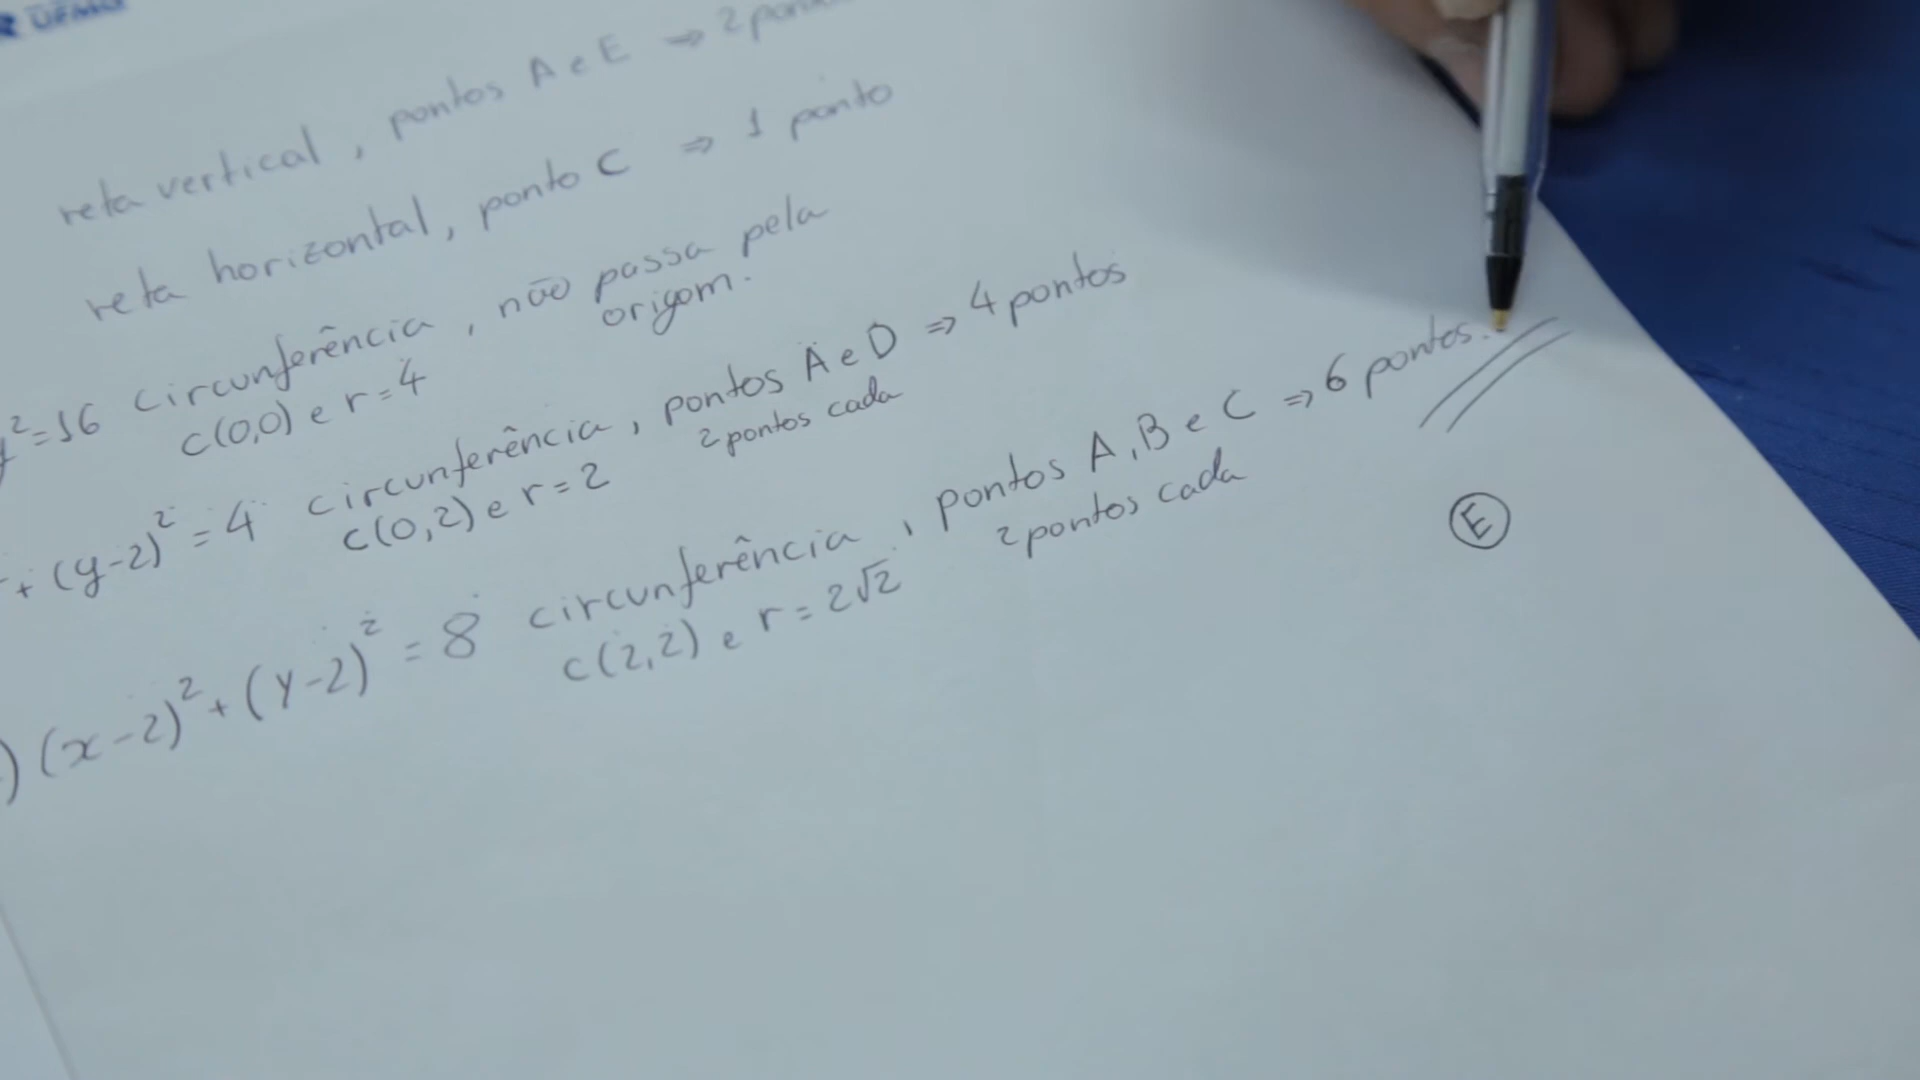 reta vertical, pontos A e E ⇒ 2
reta horizontal, ponto C ⇒ 1 ponto
²=16 circunferência, não passa pela
origem.
C(0,0) e r=4
+ (y-2)² = 4 circunferência, pontos A e D ⇒ 4 pontos
C(0,2) e r=2 2 pontos cada
) (x-2)² + (y-2)² = 8 circunferência, pontos A, B e C ⇒ 6 pontos.
C(2,2) e r = 2√2 2 pontos cada
E